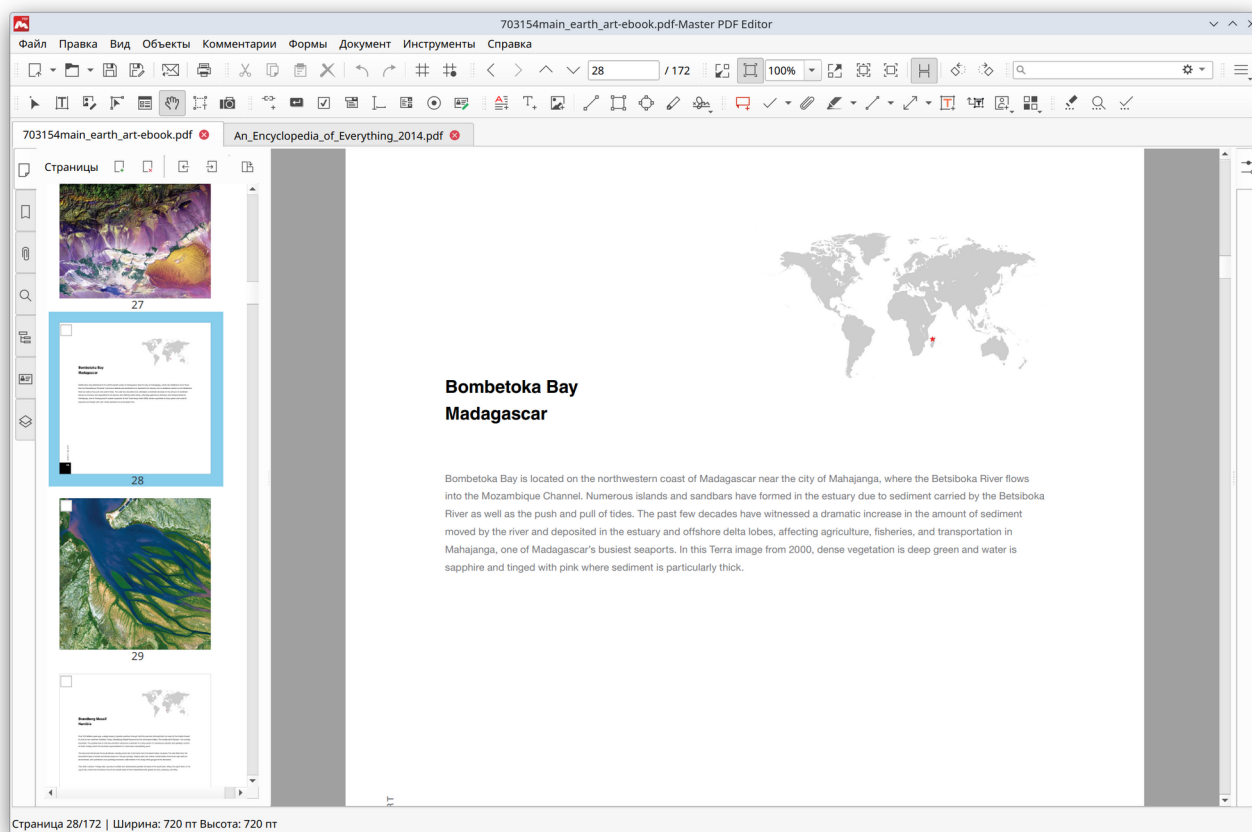 703154main_earth_art-ebook.pdf-Master PDF Editor
Файл Правка Вид Объекты Комментарии Формы Документ Инструменты Справка
28 / 172 100%
703154main_earth_art-ebook.pdf An_Encyclopedia_of_Everything_2014.pdf
Страницы
27
Bombetoka Bay
Madagascar
28
29
Brandberg Massif
Namibia
Bombetoka Bay
Madagascar
Bombetoka Bay is located on the northwestern coast of Madagascar near the city of Mahajanga, where the Betsiboka River flows
into the Mozambique Channel. Numerous islands and sandbars have formed in the estuary due to sediment carried by the Betsiboka
River as well as the push and pull of tides. The past few decades have witnessed a dramatic increase in the amount of sediment
moved by the river and deposited in the estuary and offshore delta lobes, affecting agriculture, fisheries, and transportation in
Mahajanga, one of Madagascar's busiest seaports. In this Terra image from 2000, dense vegetation is deep green and water is
sapphire and tinged with pink where sediment is particularly thick.
Страница 28/172 | Ширина: 720 пт Высота: 720 пт